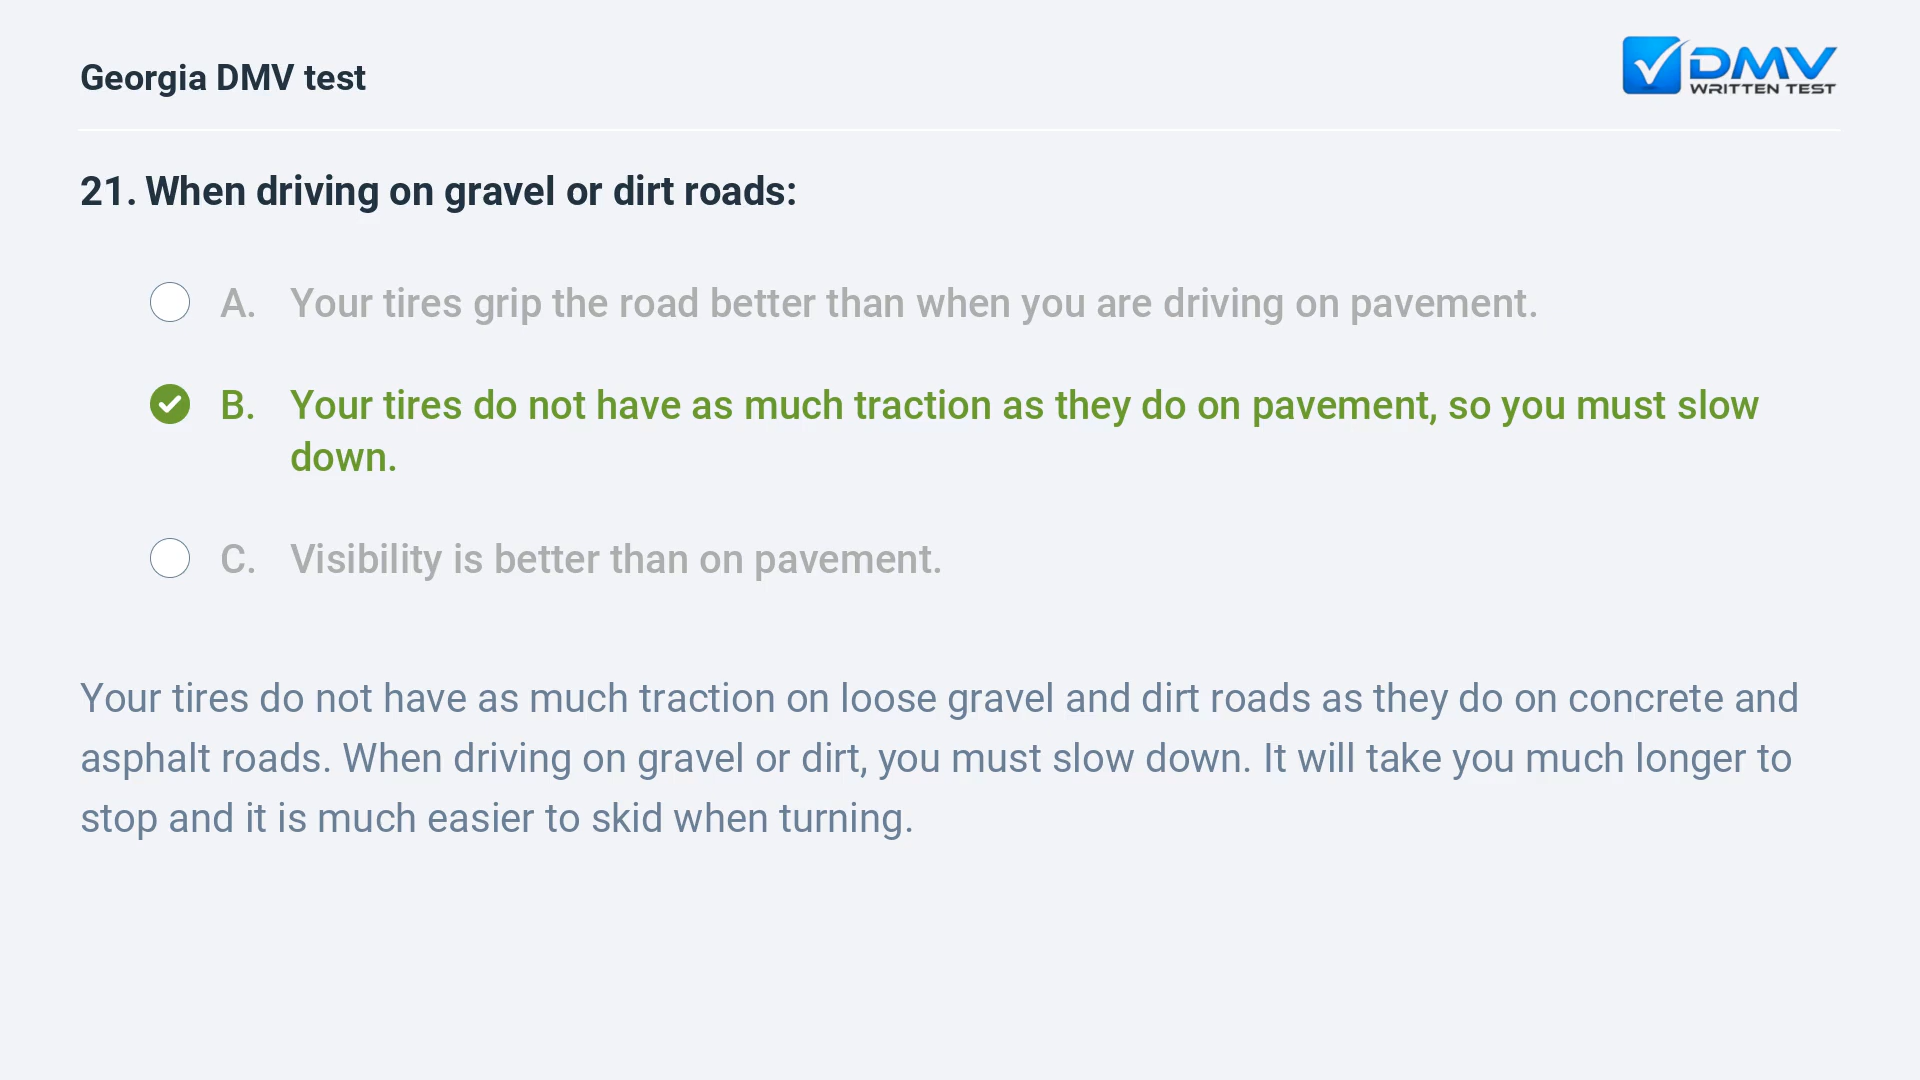 Georgia DMV test
DMV
WRITTEN TEST
21. When driving on gravel or dirt roads:
A. Your tires grip the road better than when you are driving on pavement.
B. Your tires do not have as much traction as they do on pavement, so you must slow
down.
C. Visibility is better than on pavement.
Your tires do not have as much traction on loose gravel and dirt roads as they do on concrete and
asphalt roads. When driving on gravel or dirt, you must slow down. It will take you much longer to
stop and it is much easier to skid when turning.